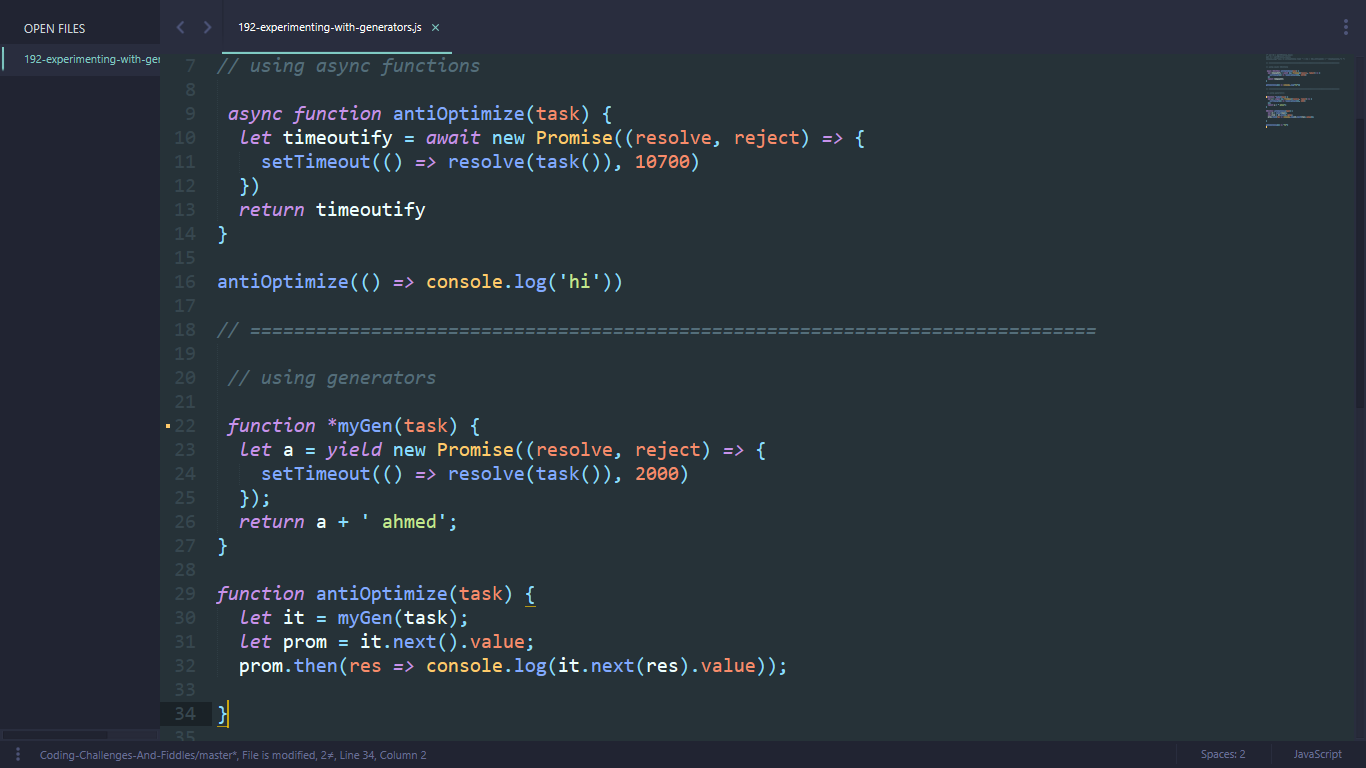 OPEN FILES
192-experimenting-with-ger
192-experimenting-with-generators.js ×
7 // using async functions
8
9 async function antiOptimize(task) {
10 let timeoutify = await new Promise((resolve, reject) => {
11 setTimeout(() => resolve(task()), 10700)
12 })
13 return timeoutify
14 }
15
16 antiOptimize(() => console.log('hi'))
17
18 // =============================================================================
19
20 // using generators
21
22 function *myGen(task) {
23 let a = yield new Promise((resolve, reject) => {
24 setTimeout(() => resolve(task()), 2000)
25 });
26 return a + ' ahmed';
27 }
28
29 function antiOptimize(task) {
30 let it = myGen(task);
31 let prom = it.next().value;
32 prom.then(res => console.log(it.next(res).value));
33
34 }
35
Coding-Challenges-And-Fiddles/master*, File is modified, 2≠, Line 34, Column 2
Spaces: 2
JavaScript